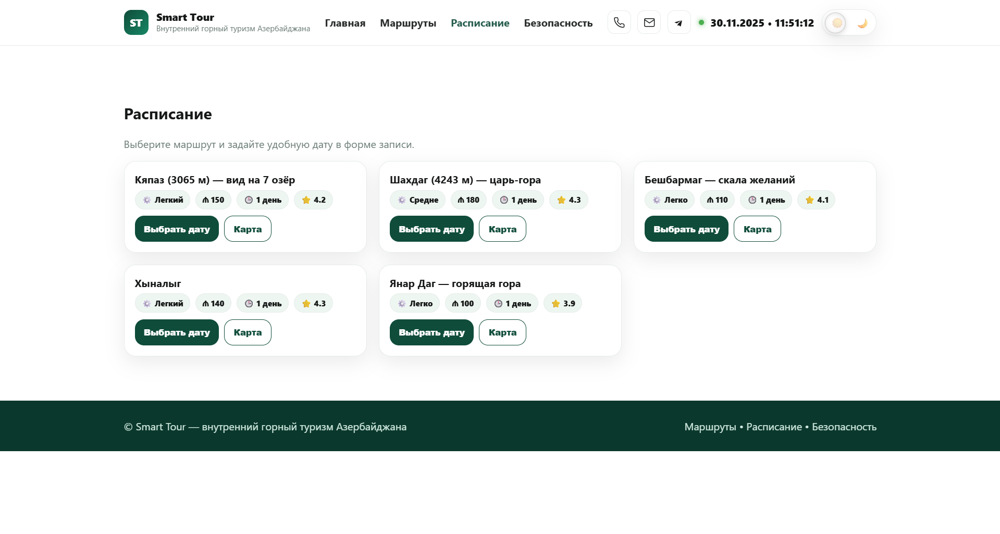 ST
Smart Tour
Внутренний горный туризм Азербайджана
Главная
Маршруты
Расписание
Безопасность
30.11.2025 • 11:51:12
Расписание
Выберите маршрут и задайте удобную дату в форме записи.
Кяпаз (3065 м) — вид на 7 озёр
Легкий ₼ 150 1 день 4.2
Выбрать дату Карта
Шахдаг (4243 м) — царь-гора
Средне ₼ 180 1 день 4.3
Выбрать дату Карта
Бешбармаг — скала желаний
Легко ₼ 110 1 день 4.1
Выбрать дату Карта
Хыналыг
Легкий ₼ 140 1 день 4.3
Выбрать дату Карта
Янар Даг — горящая гора
Легко ₼ 100 1 день 3.9
Выбрать дату Карта
© Smart Tour — внутренний горный туризм Азербайджана
Маршруты • Расписание • Безопасность